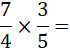 7/4 × 3/5 =